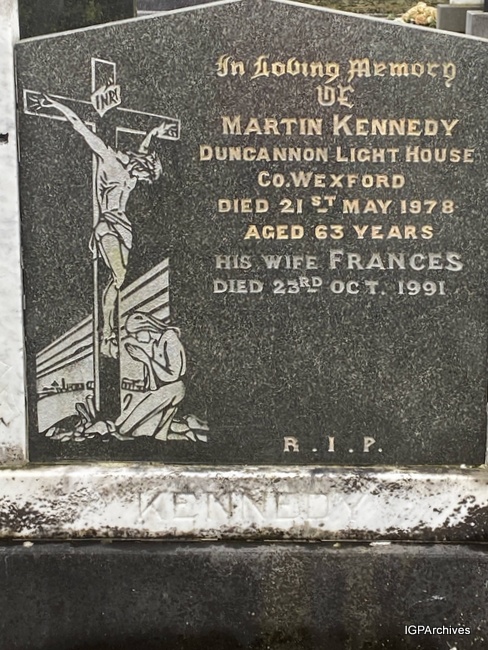 INRI
In Loving Memory
OF
MARTIN KENNEDY
DUNCANNON LIGHT HOUSE
CO. WEXFORD
DIED 21ST MAY 1978
AGED 63 YEARS
HIS WIFE FRANCES
DIED 23RD OCT. 1991
R.I.P.
KENNEDY
IGPArchives